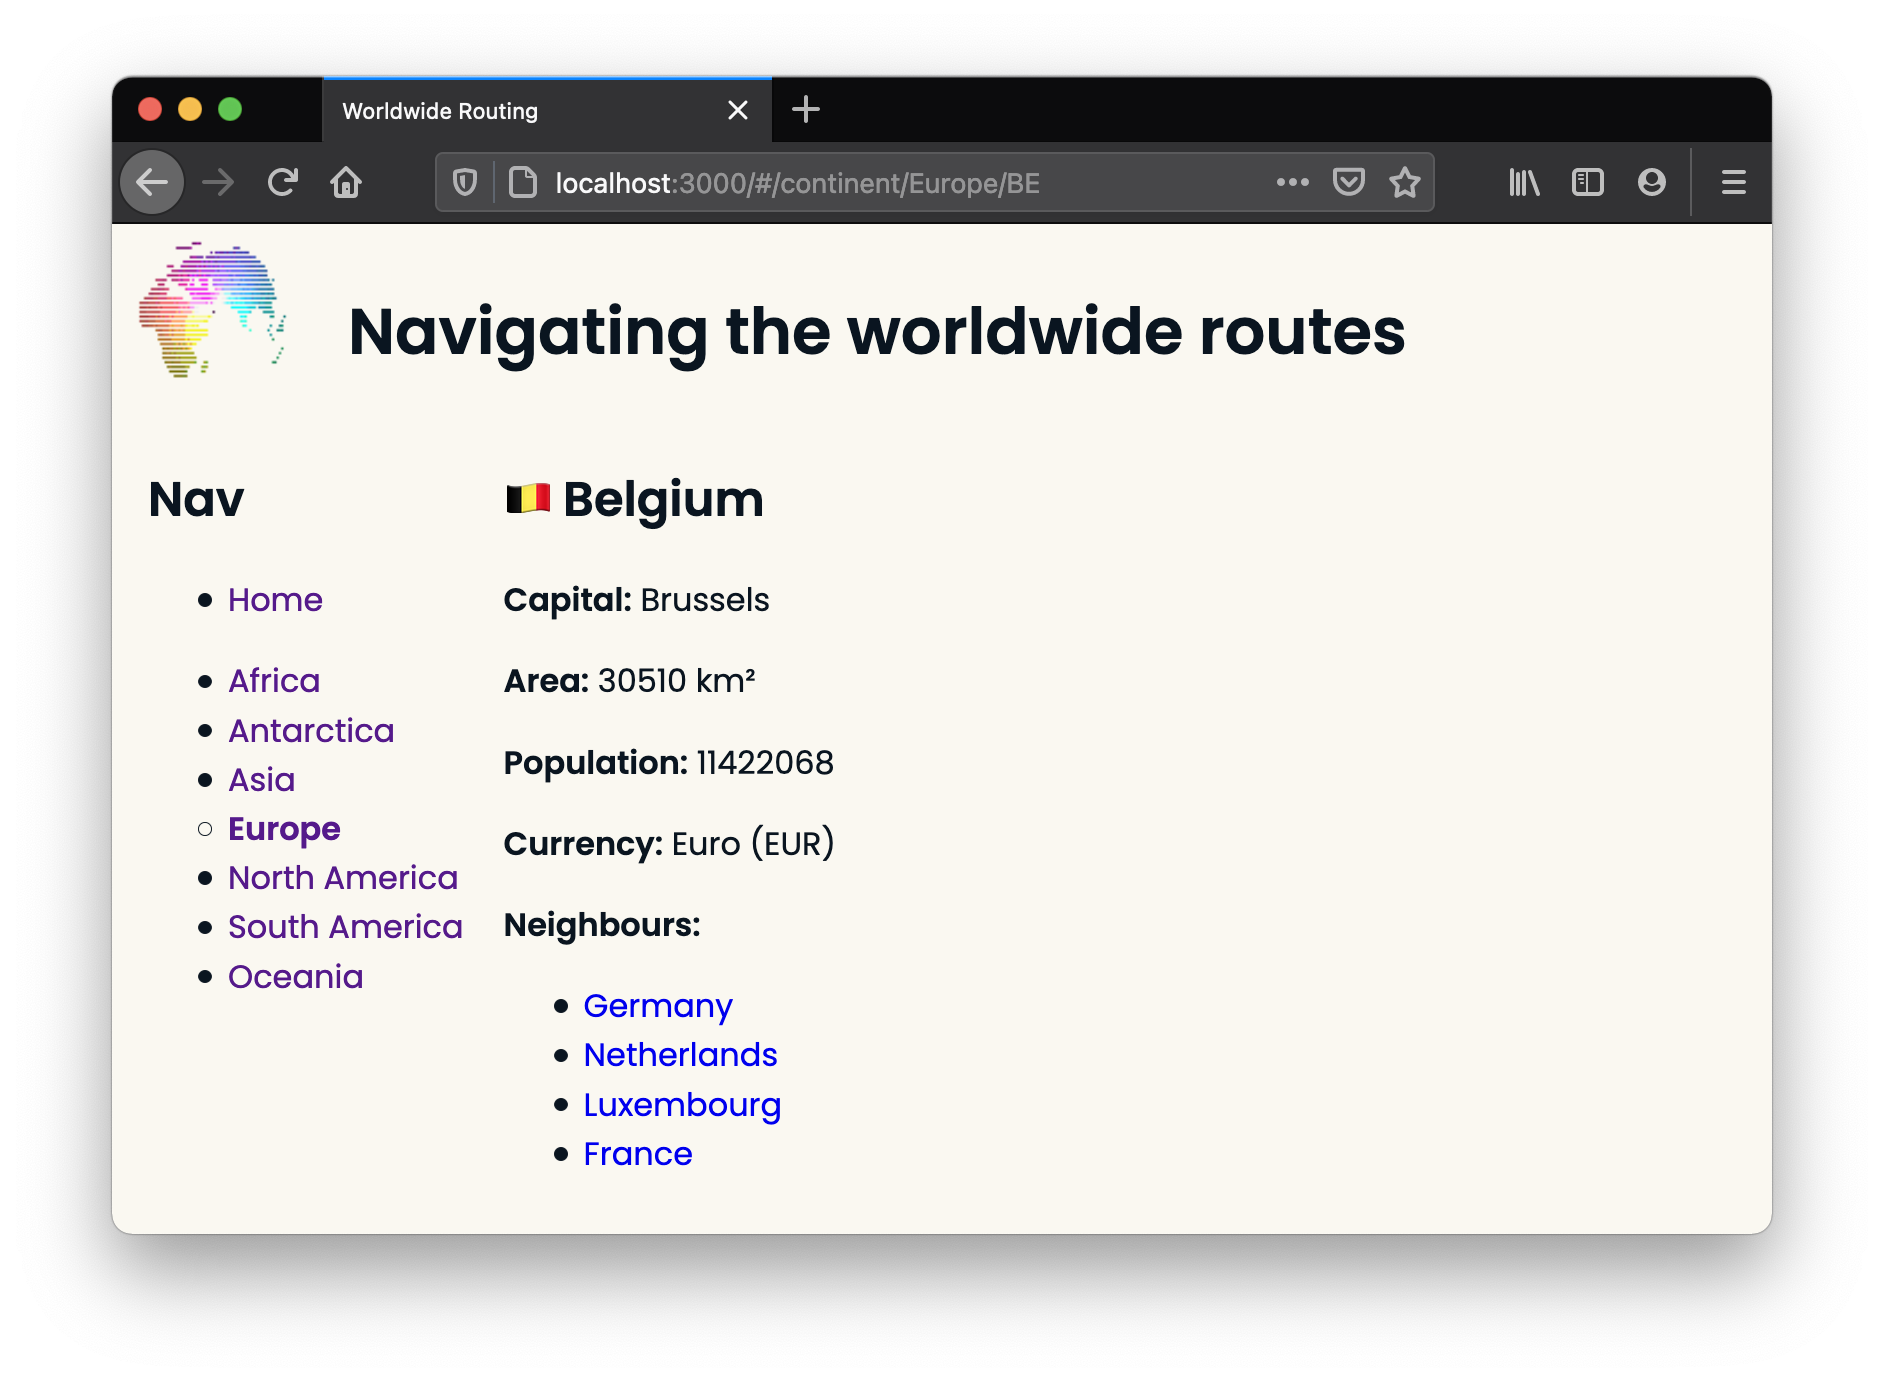 Worldwide Routing
localhost:3000/#/continent/Europe/BE
Navigating the worldwide routes
Nav
Home
Africa
Antarctica
Asia
Europe
North America
South America
Oceania
🇧🇪 Belgium
Capital: Brussels
Area: 30510 km²
Population: 11422068
Currency: Euro (EUR)
Neighbours:
Germany
Netherlands
Luxembourg
France